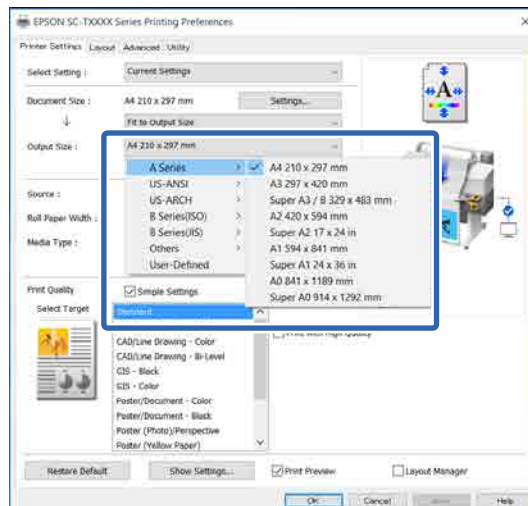 EPSON SC-TXXXX Series Printing Preferences
Printer Settings Layout Advanced Utility
Select Setting : Current Settings
Document Size : A4 210 x 297 mm Settings...
Fit to Output Size
Output Size : A4 210 x 297 mm
A Series A4 210 x 297 mm
US-ANSI A3 297 x 420 mm
US-ARCH Super A3 / B 329 x 483 mm
B Series(ISO) A2 420 x 594 mm
B Series(JIS) Super A2 17 x 24 in
Others A1 594 x 841 mm
User-Defined Super A1 24 x 36 in
A0 841 x 1189 mm
Super A0 914 x 1292 mm
Source :
Roll Paper Width :
Media Type :
Print Quality Simple Settings
Select Target Standard
Print with High Quality
CAD/Line Drawing - Color
CAD/Line Drawing - Bi-Level
GIS - Block
GIS - Color
Poster/Document - Color
Poster/Document - Black
Poster (Photo)/Perspective
Poster (Yellow Paper)
Restore Default Show Settings... Print Preview Layout Manager
OK Cancel Help